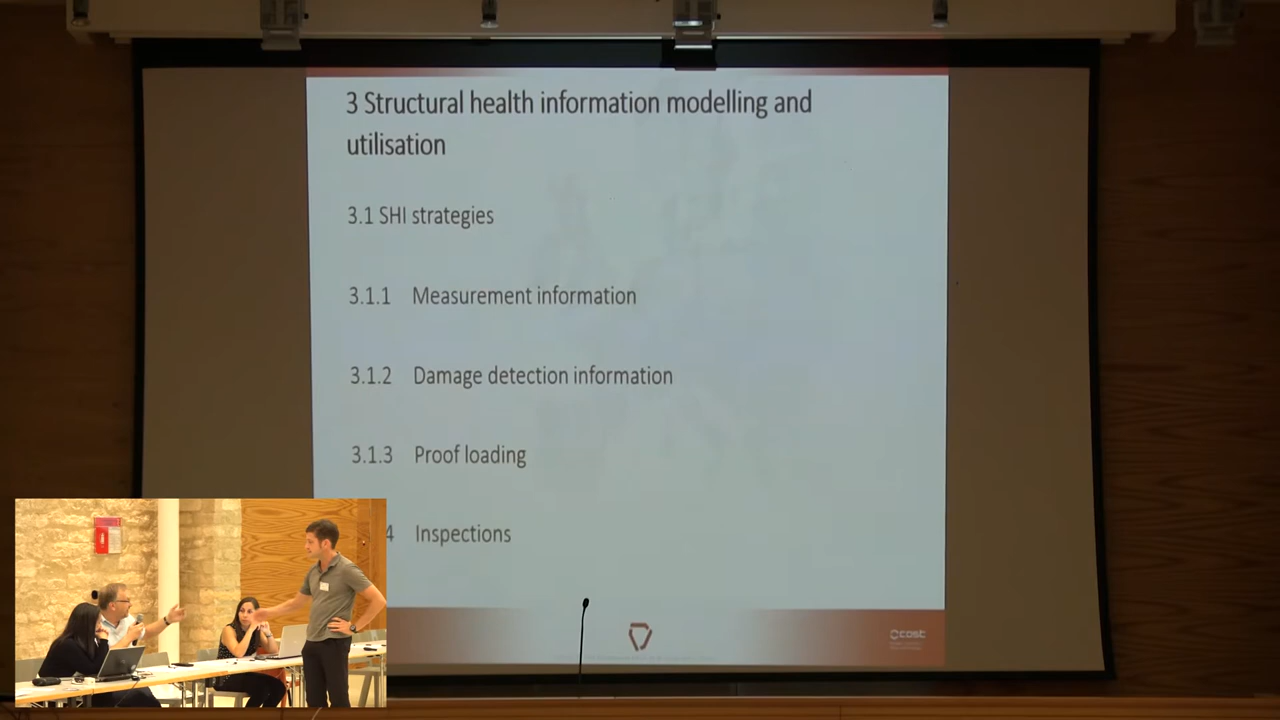 3 Structural health information modelling and
utilisation
3.1 SHI strategies
3.1.1 Measurement information
3.1.2 Damage detection information
3.1.3 Proof loading
4 Inspections
cost